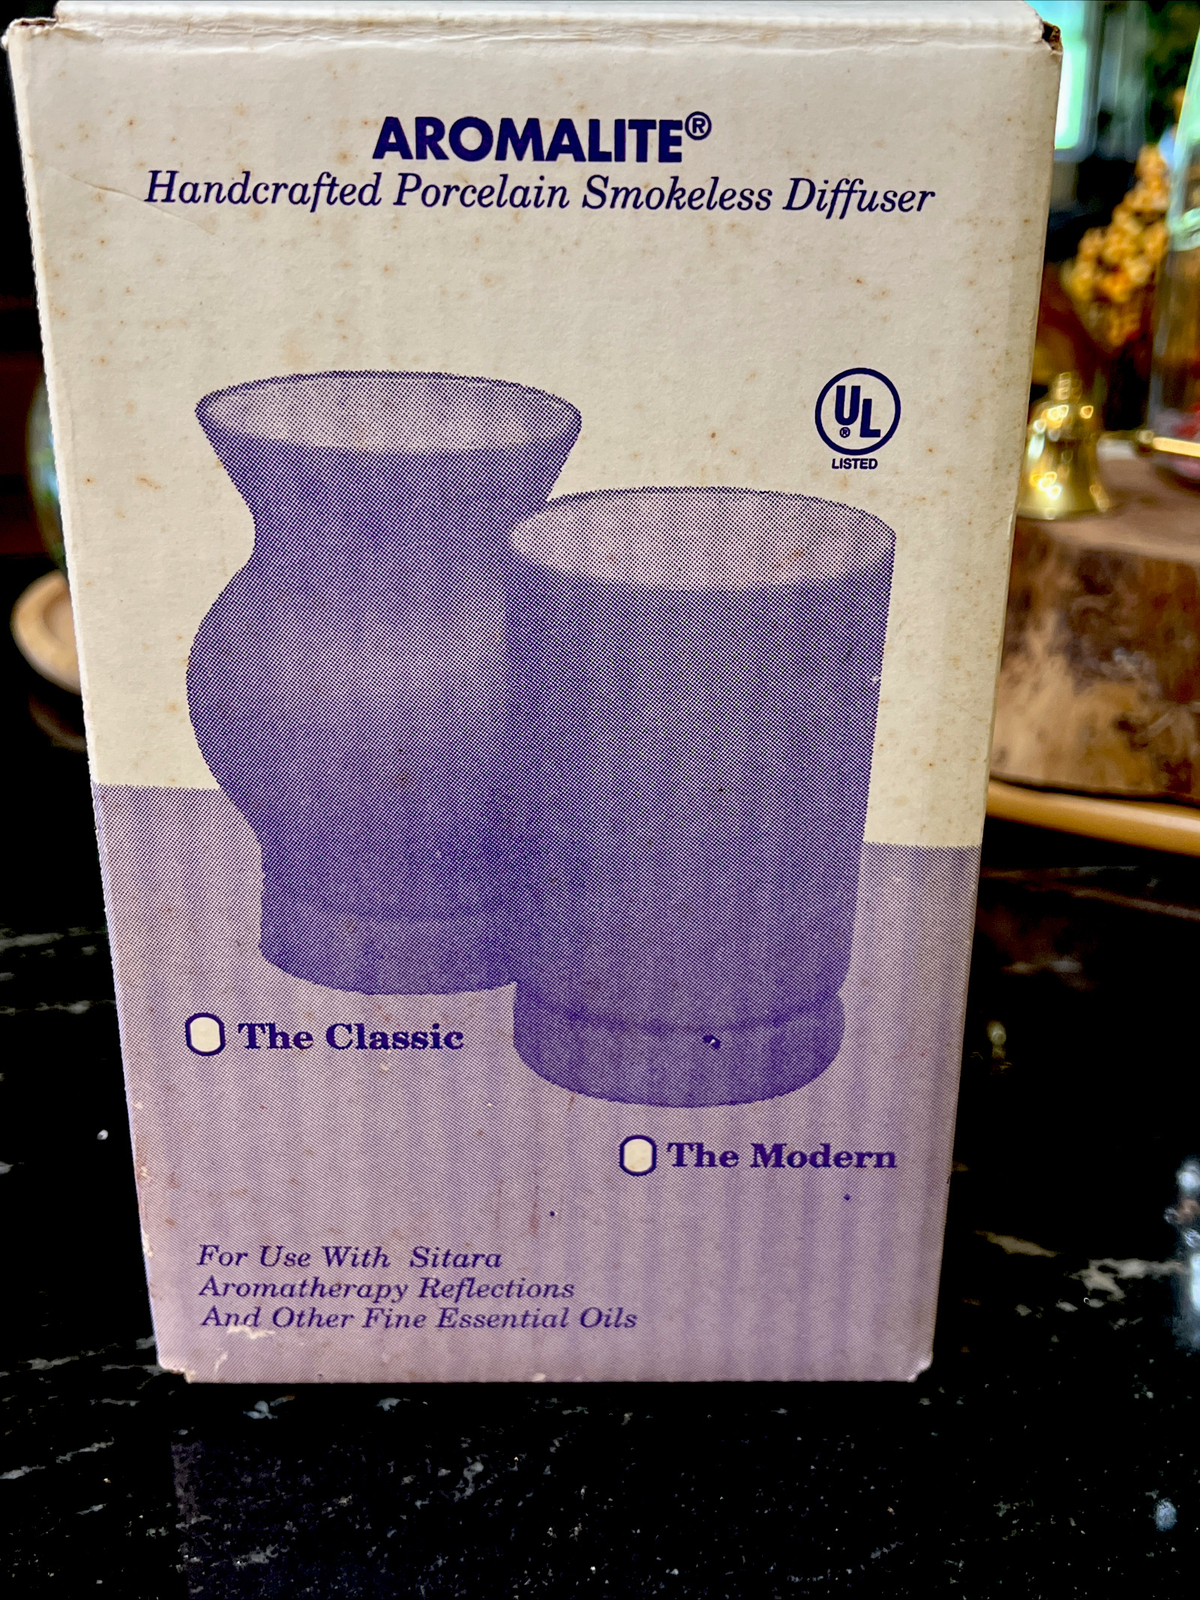 AROMALITE®
Handcrafted Porcelain Smokeless Diffuser
UL
®
LISTED
The Classic
The Modern
For Use With Sitara
Aromatherapy Reflections
And Other Fine Essential Oils